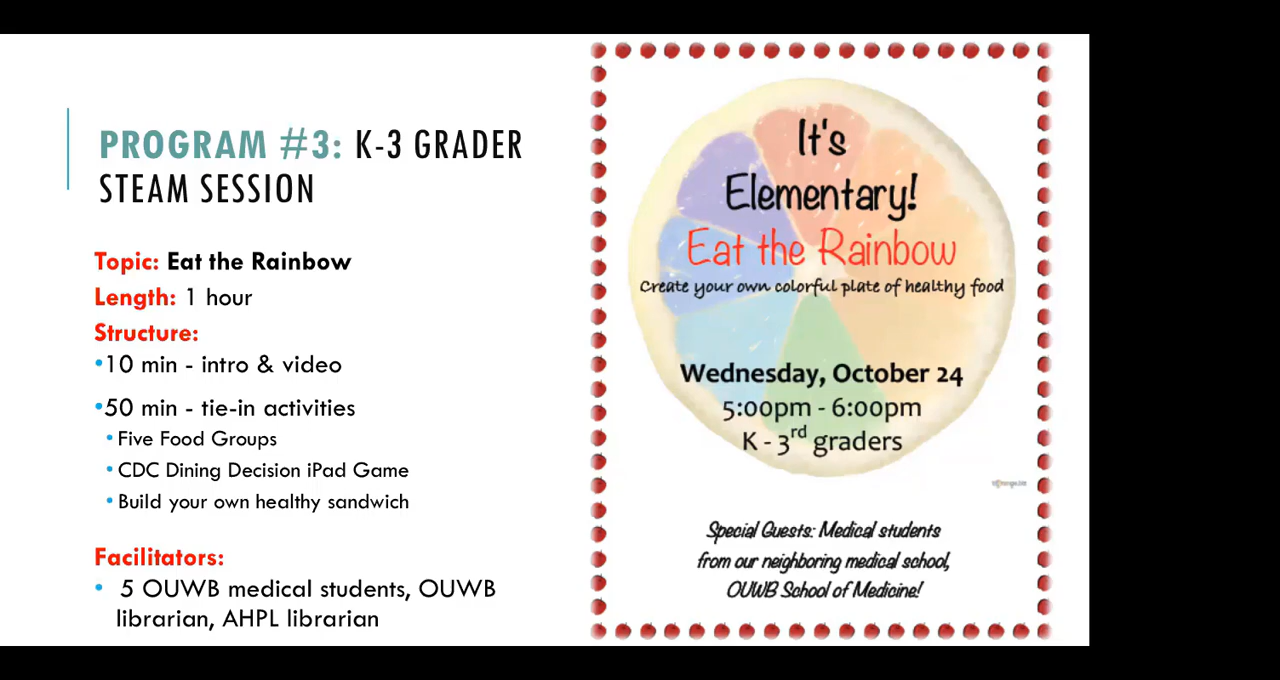 PROGRAM #3: K-3 GRADER
STEAM SESSION
Topic: Eat the Rainbow
Length: 1 hour
Structure:
•10 min - intro & video
•50 min - tie-in activities
• Five Food Groups
• CDC Dining Decision iPad Game
• Build your own healthy sandwich
Facilitators:
• 5 OUWB medical students, OUWB
librarian, AHPL librarian
It's
Elementary!
Eat the Rainbow
Create your own colorful plate of healthy food
Wednesday, October 24
5:00pm - 6:00pm
K - 3rd graders
Special Guests: Medical students
from our neighboring medical school,
OUWB School of Medicine!